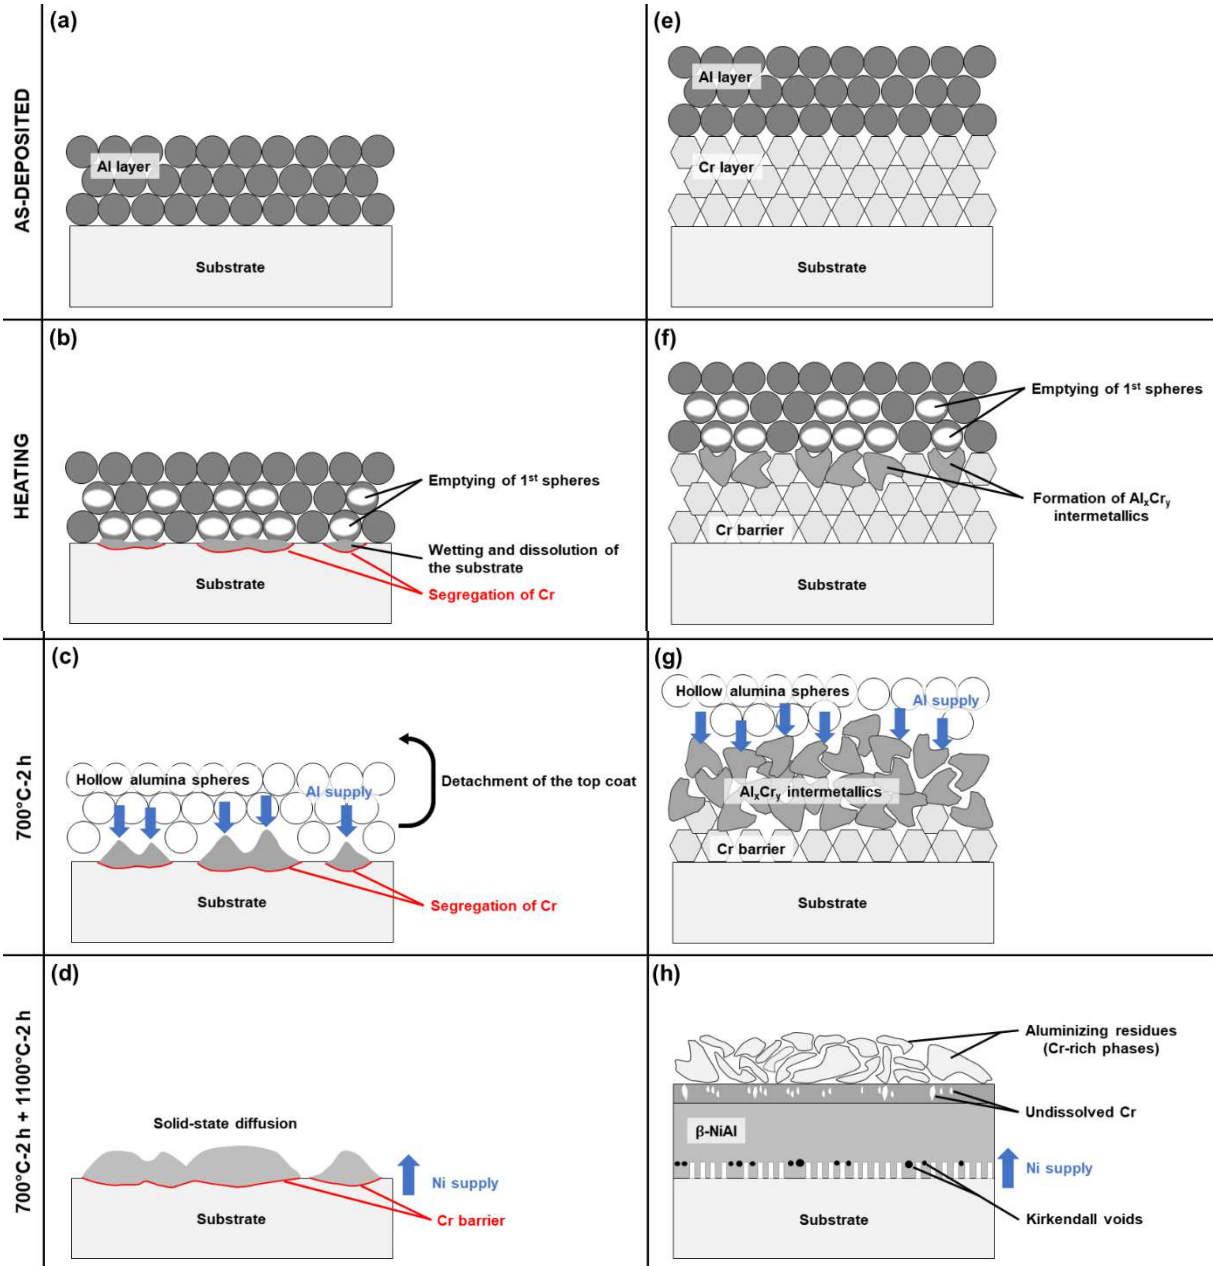 AS-DEPOSITED
(a)
Al layer
Substrate
(e)
Al layer
Cr layer
Substrate
HEATING
(b)
Emptying of 1st spheres
Wetting and dissolution of
the substrate
Substrate
Segregation of Cr
(f)
Emptying of 1st spheres
Formation of AlxCry
intermetallics
Cr barrier
Substrate
700°C-2 h
(c)
Detachment of the top coat
Hollow alumina spheres
Al supply
Substrate
Segregation of Cr
(g)
Hollow alumina spheres
Al supply
AlxCry intermetallics
Cr barrier
Substrate
700°C-2 h + 1100°C-2 h
(d)
Solid-state diffusion
Ni supply
Substrate
Cr barrier
(h)
Aluminizing residues
(Cr-rich phases)
Undissolved Cr
β-NiAl
Ni supply
Substrate
Kirkendall voids